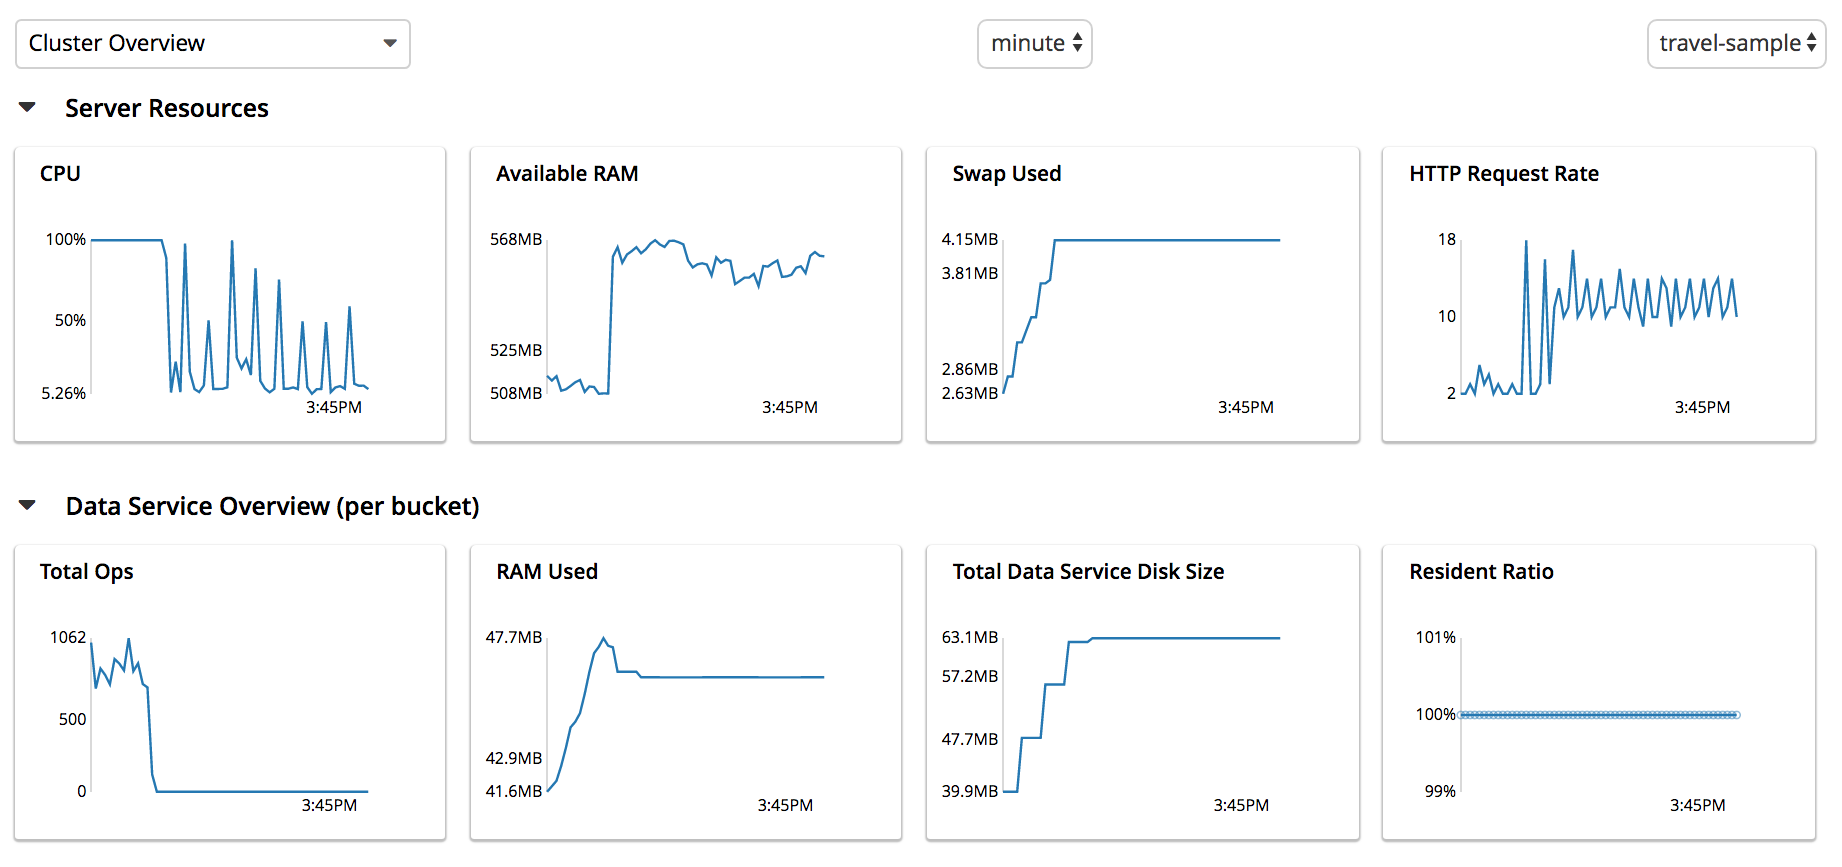 Cluster Overview
minute
travel-sample
Server Resources
CPU
100%
50%
5.26%
3:45PM
Available RAM
568MB
525MB
508MB
3:45PM
Swap Used
4.15MB
3.81MB
2.86MB
2.63MB
3:45PM
HTTP Request Rate
18
10
2
3:45PM
Data Service Overview (per bucket)
Total Ops
1062
500
0
3:45PM
RAM Used
47.7MB
42.9MB
41.6MB
3:45PM
Total Data Service Disk Size
63.1MB
57.2MB
47.7MB
39.9MB
3:45PM
Resident Ratio
101%
100%
99%
3:45PM